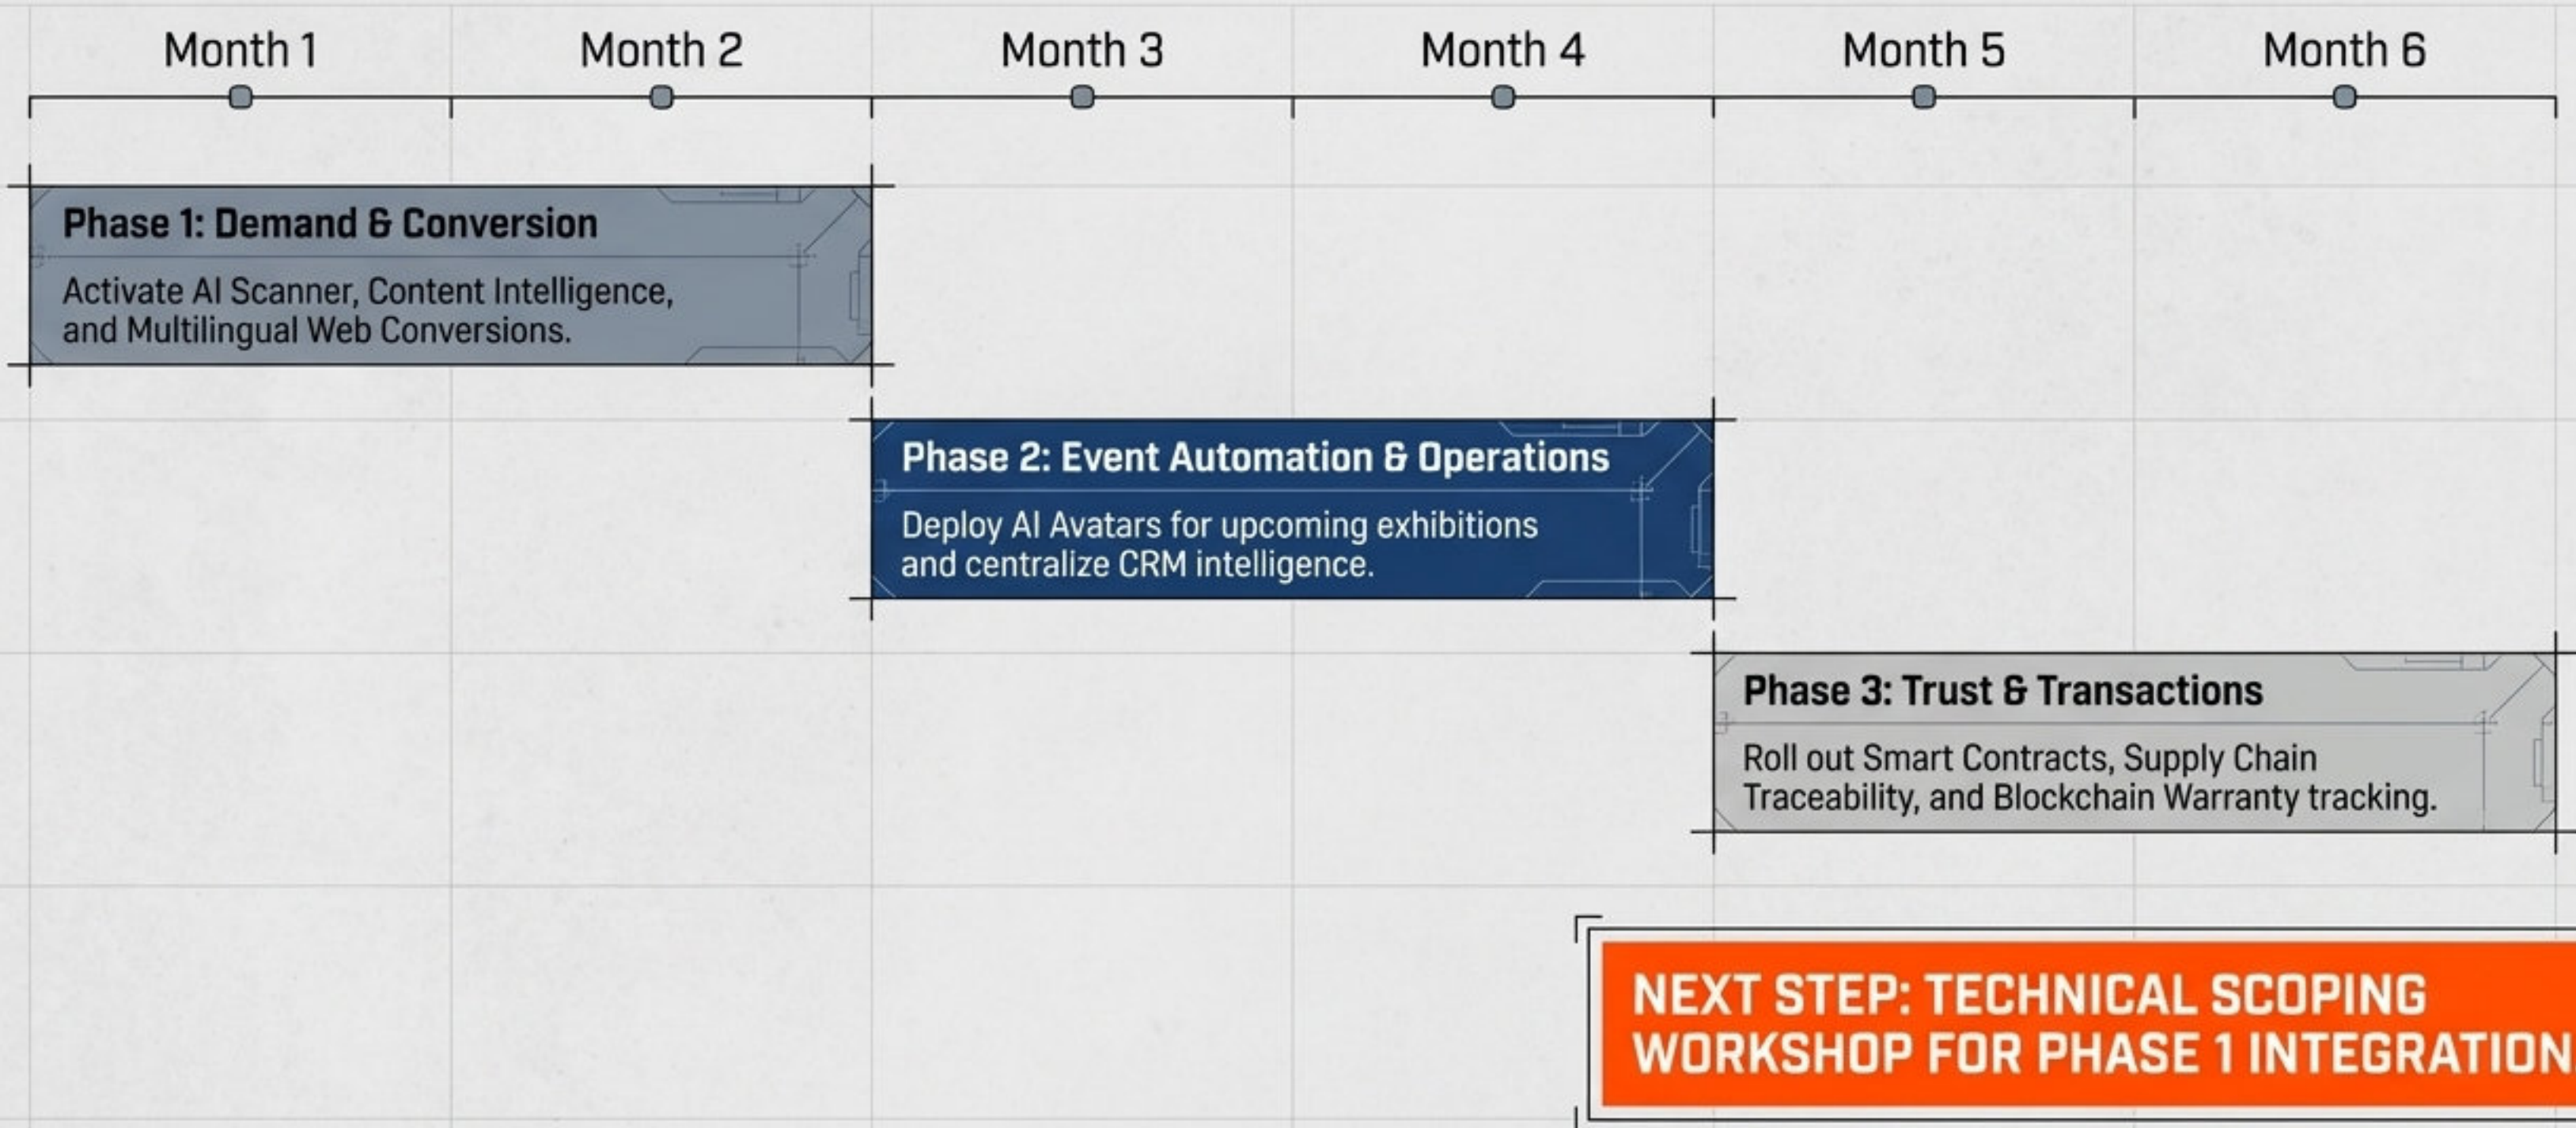 Month 1
Month 2
Month 3
Month 4
Month 5
Month 6
Phase 1: Demand & Conversion
Activate AI Scanner, Content Intelligence,
and Multilingual Web Conversions.
Phase 2: Event Automation & Operations
Deploy AI Avatars for upcoming exhibitions
and centralize CRM intelligence.
Phase 3: Trust & Transactions
Roll out Smart Contracts, Supply Chain
Traceability, and Blockchain Warranty tracking.
NEXT STEP: TECHNICAL SCOPING
WORKSHOP FOR PHASE 1 INTEGRATION